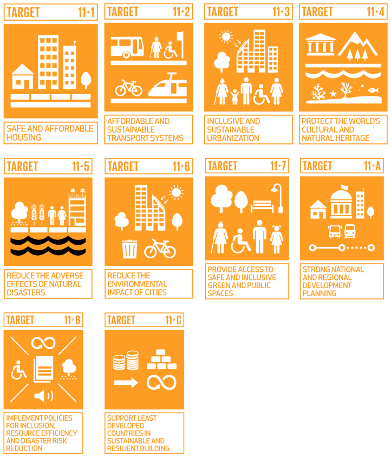 TARGET 11·1
SAFE AND AFFORDABLE
HOUSING
TARGET 11·2
AFFORDABLE AND
SUSTAINABLE
TRANSPORT SYSTEMS
TARGET 11·3
INCLUSIVE AND
SUSTAINABLE
URBANIZATION
TARGET 11·4
PROTECT THE WORLD'S
CULTURAL AND
NATURAL HERITAGE
TARGET 11·5
REDUCE THE ADVERSE
EFFECTS OF NATURAL
DISASTERS
TARGET 11·6
REDUCE THE
ENVIRONMENTAL
IMPACT OF CITIES
TARGET 11·7
PROVIDE ACCESS TO
SAFE AND INCLUSIVE
GREEN AND PUBLIC
SPACES
TARGET 11·A
STRONG NATIONAL
AND REGIONAL
DEVELOPMENT
PLANNING
TARGET 11·B
IMPLEMENT POLICIES
FOR INCLUSION,
RESOURCE EFFICIENCY
AND DISASTER RISK
REDUCTION
TARGET 11·C
SUPPORT LEAST
DEVELOPED
COUNTRIES IN
SUSTAINABLE AND
RESILIENT BUILDING